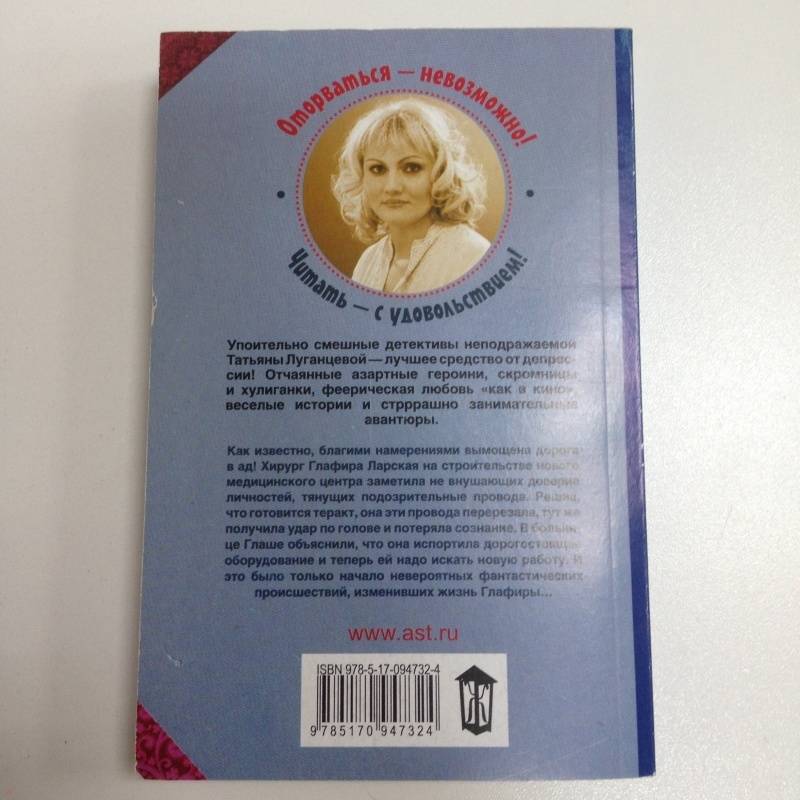 Оторваться — невозможно!
Читать — с удовольствием!
Упоительно смешные детективы неподражаемой
Татьяны Луганцевой — лучшее средство от депрес-
сии! Отчаянные азартные героини, скромницы
и хулиганки, феерическая любовь «как в кино»,
веселые истории и стрррашно занимательные
авантюры.
Как известно, благими намерениями вымощена дорога
в ад! Хирург Глафира Ларская на строительстве нового
медицинского центра заметила не внушающих доверие
личностей, тянущих подозрительные провода. Решив,
что готовится теракт, она эти провода перерезала, тут же
получила удар по голове и потеряла сознание. В больни-
це Глаше объяснили, что она испортила дорогостоящее
оборудование и теперь ей надо искать новую работу. И
это было только начало невероятных фантастических
происшествий, изменивших жизнь Глафиры...
www.ast.ru
ISBN 978-5-17-094732-4
9 785170 947324